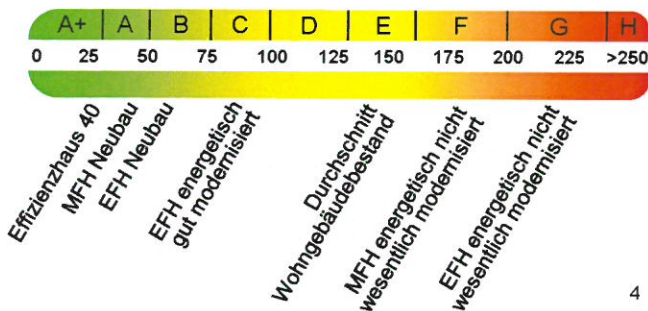 A+ A B C D E F G H
0 25 50 75 100 125 150 175 200 225 >250
Effizienzhaus 40
MFH Neubau
EFH Neubau
EFH energetisch
gut modernisiert
Durchschnitt
Wohngebäudebestand
MFH energetisch nicht
wesentlich modernisiert
EFH energetisch nicht
wesentlich modernisiert
4